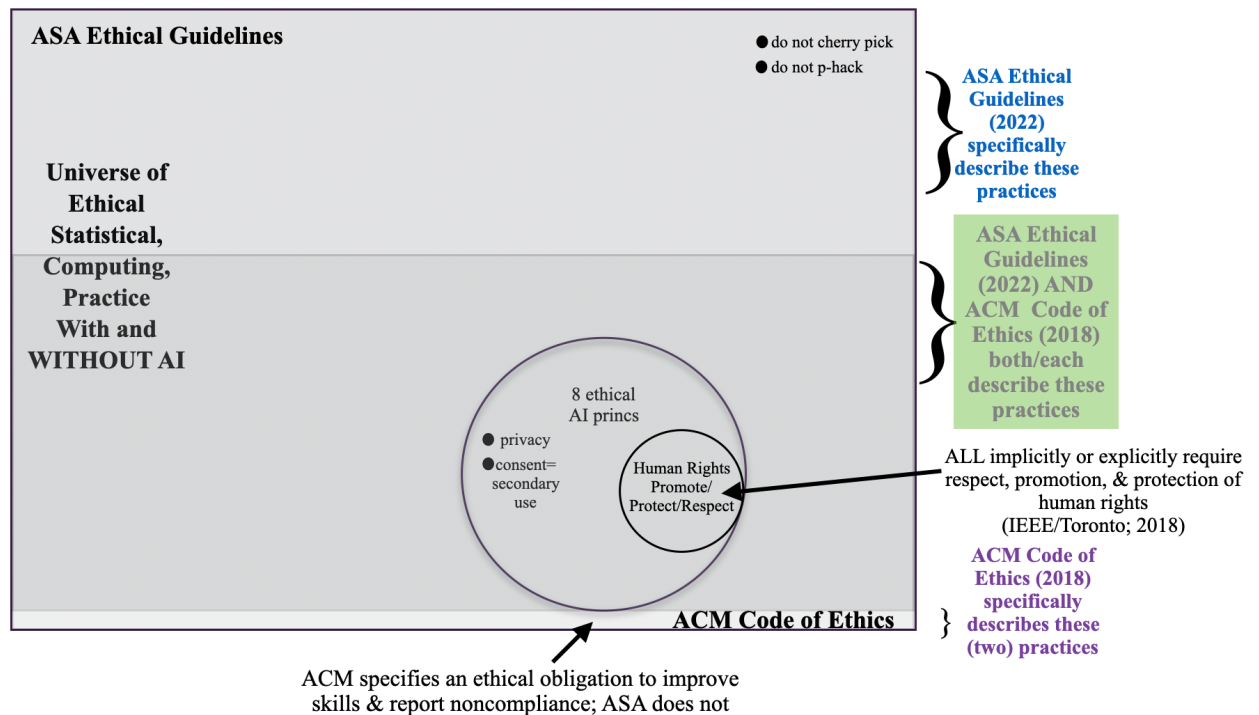 ASA Ethical Guidelines
● do not cherry pick
● do not p-hack
ASA Ethical
Guidelines
(2022)
specifically
describe these
practices
Universe of
Ethical
Statistical,
Computing,
Practice
With and
WITHOUT AI
ASA Ethical
Guidelines
(2022) AND
ACM Code of
Ethics (2018)
both/each
describe these
practices
8 ethical
AI princs
● privacy
● consent=
secondary
use
Human Rights
Promote/
Protect/Respect
ALL implicitly or explicitly require
respect, promotion, & protection of
human rights
(IEEE/Toronto; 2018)
ACM Code of
Ethics (2018)
specifically
describes these
(two) practices
ACM Code of Ethics
ACM specifies an ethical obligation to improve
skills & report noncompliance; ASA does not